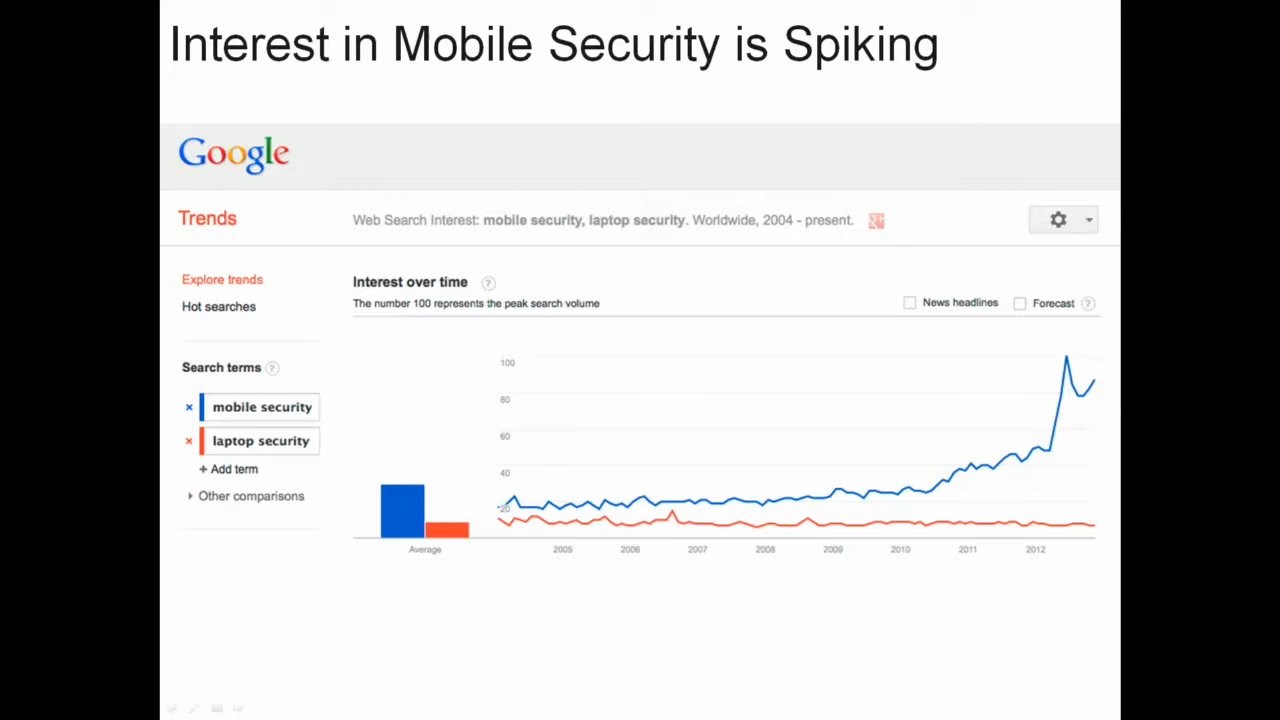 Interest in Mobile Security is Spiking
Google
Trends
Web Search Interest: mobile security, laptop security. Worldwide, 2004 - present.
Explore trends
Hot searches
Interest over time ?
The number 100 represents the peak search volume
News headlines
Forecast ?
Search terms ?
× mobile security
× laptop security
+ Add term
Other comparisons
100
80
60
40
20
Average
2005 2006 2007 2008 2009 2010 2011 2012